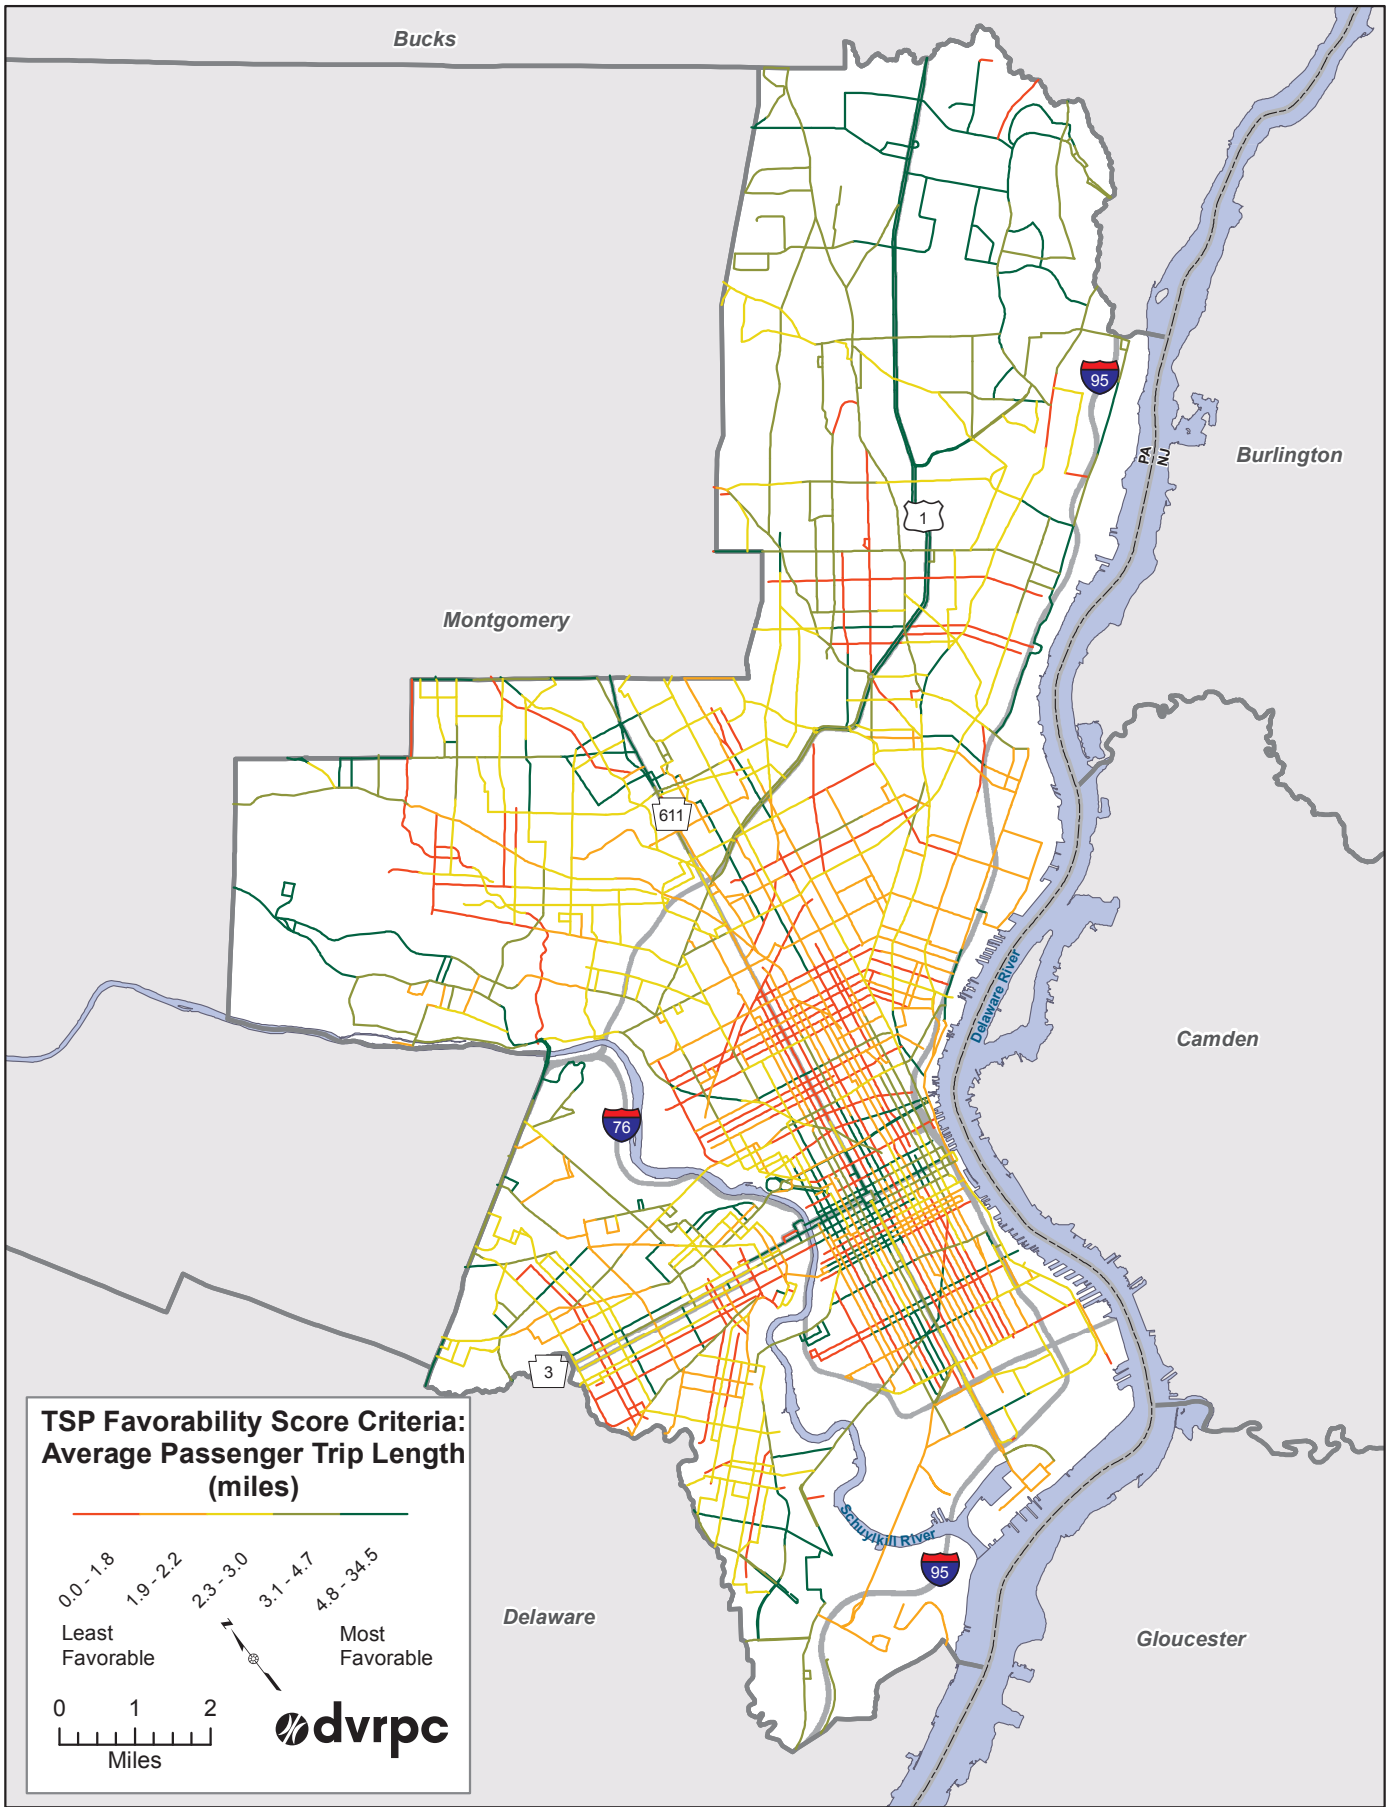 Bucks
95
Burlington
PA
NJ
1
Montgomery
611
Delaware River
Camden
76
3
TSP Favorability Score Criteria:
Average Passenger Trip Length
(miles)
0.0 - 1.8
1.9 - 2.2
2.3 - 3.0
3.1 - 4.7
4.8 - 34.5
Least
Favorable
Most
Favorable
N
0 1 2
Miles
dvrpc
Schuylkill River
95
Delaware
Gloucester